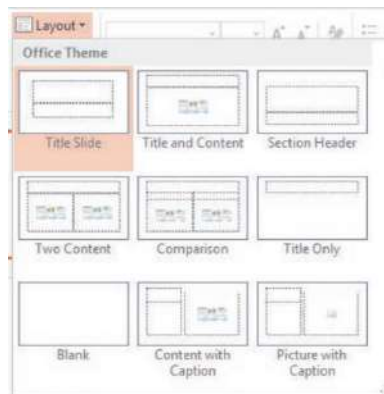 Layout
Office Theme
Title Slide
Title and Content
Section Header
Two Content
Comparison
Title Only
Blank
Content with
Caption
Picture with
Caption